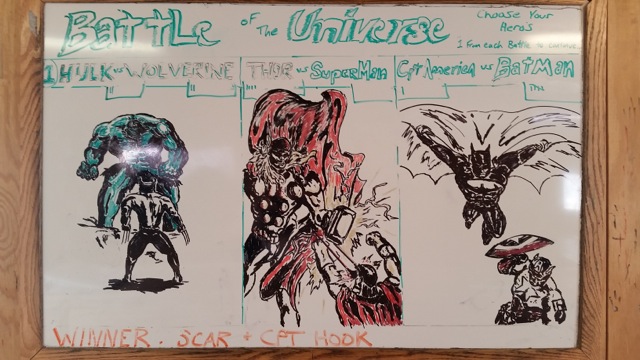 Battle of The Universe
Choose Your
Heros
1 From each Battle to continue
1) HULK vs WOLVERINE
THOR vs SuperMan
Cpt America vs BATMAN
WINNER . SCAR + CPT HOOK